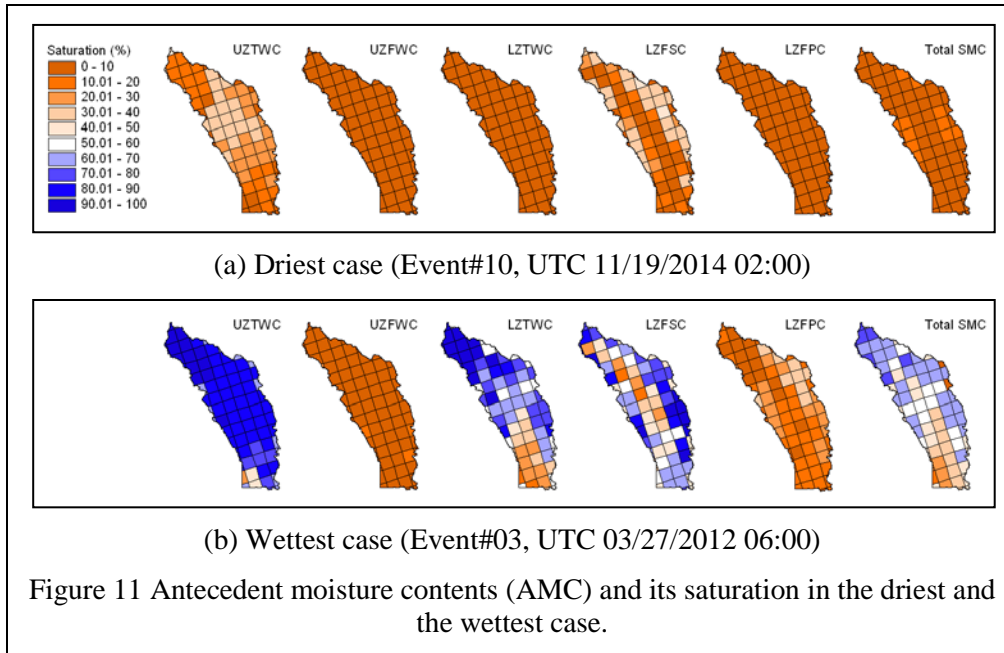 Saturation (%)
0 - 10
10.01 - 20
20.01 - 30
30.01 - 40
40.01 - 50
50.01 - 60
60.01 - 70
70.01 - 80
80.01 - 90
90.01 - 100
UZTWC
UZFWC
LZTWC
LZFSC
LZFPC
Total SMC
(a) Driest case (Event#10, UTC 11/19/2014 02:00)
UZTWC
UZFWC
LZTWC
LZFSC
LZFPC
Total SMC
(b) Wettest case (Event#03, UTC 03/27/2012 06:00)
Figure 11 Antecedent moisture contents (AMC) and its saturation in the driest and
the wettest case.